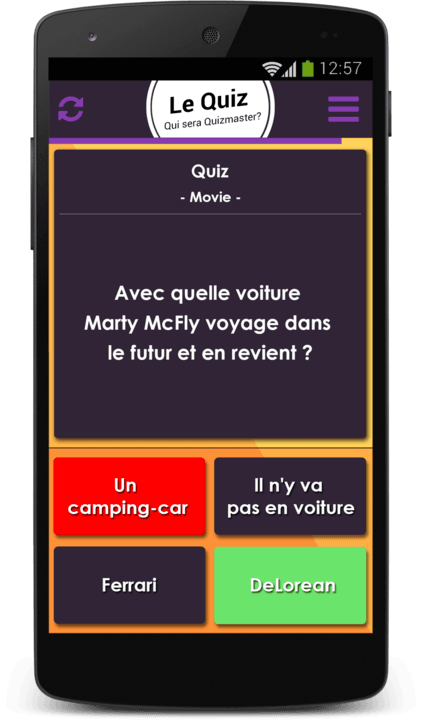 12:57
Le Quiz
Qui sera Quizmaster?
Quiz
- Movie -
Avec quelle voiture
Marty McFly voyage dans
le futur et en revient ?
Un
camping-car
Il n'y va
pas en voiture
Ferrari
DeLorean